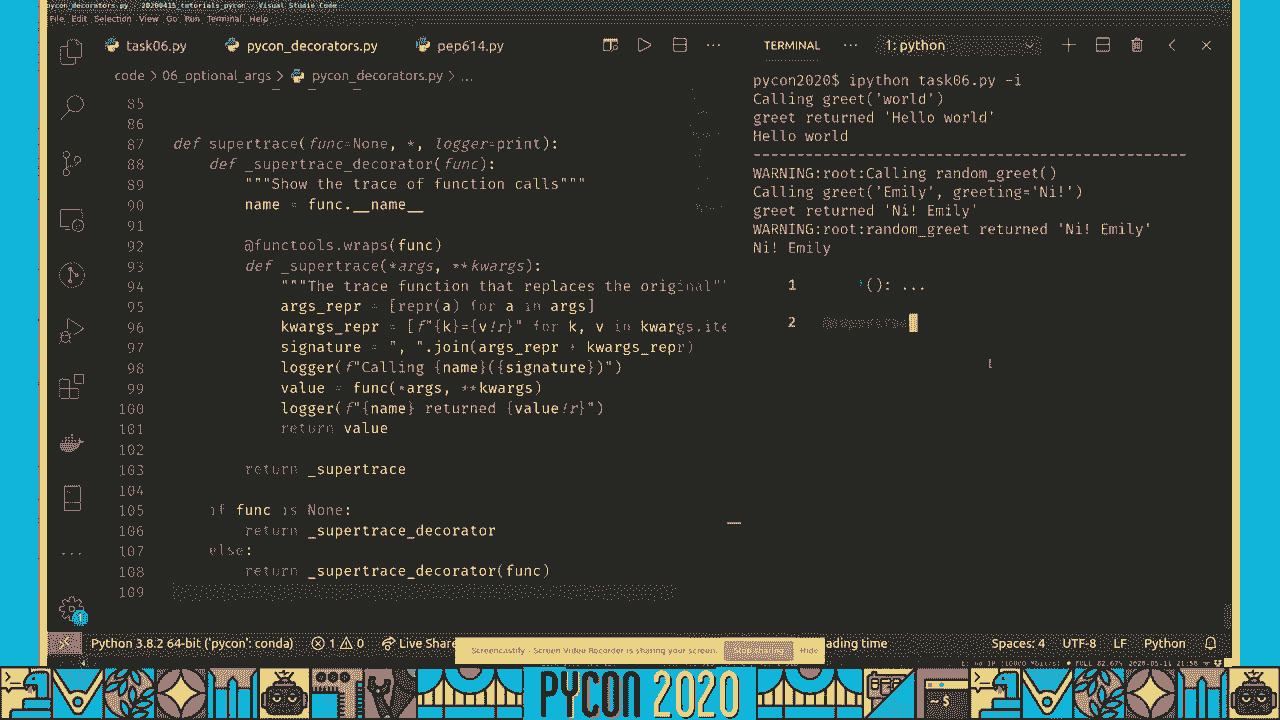 pycon_decorators.py - 20200415_tutorials_pycon - Visual Studio Code
File Edit Selection View Go Run Terminal Help
task06.py pycon_decorators.py pep614.py ...
code > 06_optional_args > pycon_decorators.py > ...
85
86
87 def supertrace(func=None, *, logger=print):
88 def _supertrace_decorator(func):
89 """Show the trace of function calls"""
90 name = func.__name__
91
92 @functools.wraps(func)
93 def _supertrace(*args, **kwargs):
94 """The trace function that replaces the original""
95 args_repr = [repr(a) for a in args]
96 kwargs_repr = [f"{k}={v!r}" for k, v in kwargs.ite
97 signature = ", ".join(args_repr + kwargs_repr)
98 logger(f"Calling {name}({signature})")
99 value = func(*args, **kwargs)
100 logger(f"{name} returned {value!r}")
101 return value
102
103 return _supertrace
104
105 if func is None:
106 return _supertrace_decorator
107 else:
108 return _supertrace_decorator(func)
109
TERMINAL ... 1: python
pycon2020$ ipython task06.py -i
Calling greet('world')
greet returned 'Hello world'
Hello world
--------------------------------------------------
WARNING:root:Calling random_greet()
Calling greet('Emily', greeting='Ni!')
greet returned 'Ni! Emily'
WARNING:root:random_greet returned 'Ni! Emily'
Ni! Emily
1 (): ...
2
1
Python 3.8.2 64-bit ('pycon': conda) 1 0 Live Share
ading time Spaces: 4 UTF-8 LF Python
Screencastify - Screen Video Recorder is sharing your screen. Stop sharing Hide
PYCON 2020